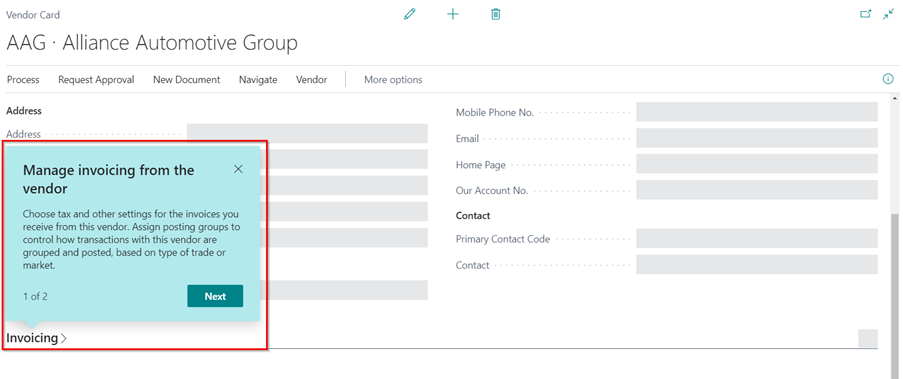 Vendor Card
AAG · Alliance Automotive Group
Process Request Approval New Document Navigate Vendor More options
Address
Address
Manage invoicing from the
vendor
Choose tax and other settings for the invoices you
receive from this vendor. Assign posting groups to
control how transactions with this vendor are
grouped and posted, based on type of trade or
market.
1 of 2
Next
Mobile Phone No.
Email
Home Page
Our Account No.
Contact
Primary Contact Code
Contact
Invoicing